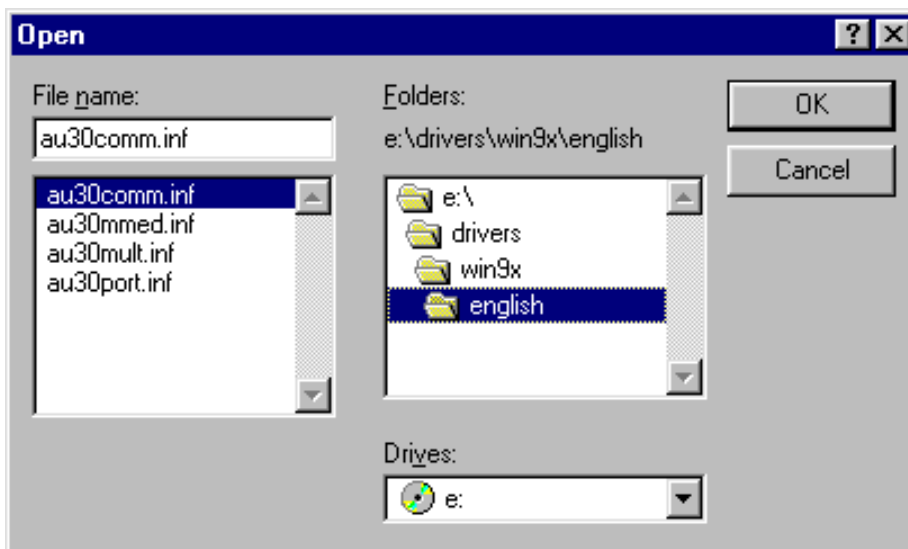 Open
File name:
au30comm.inf
au30comm.inf
au30mmed.inf
au30mult.inf
au30port.inf
Folders:
e:\drivers\win9x\english
e:\
drivers
win9x
english
Drives:
e:
OK
Cancel